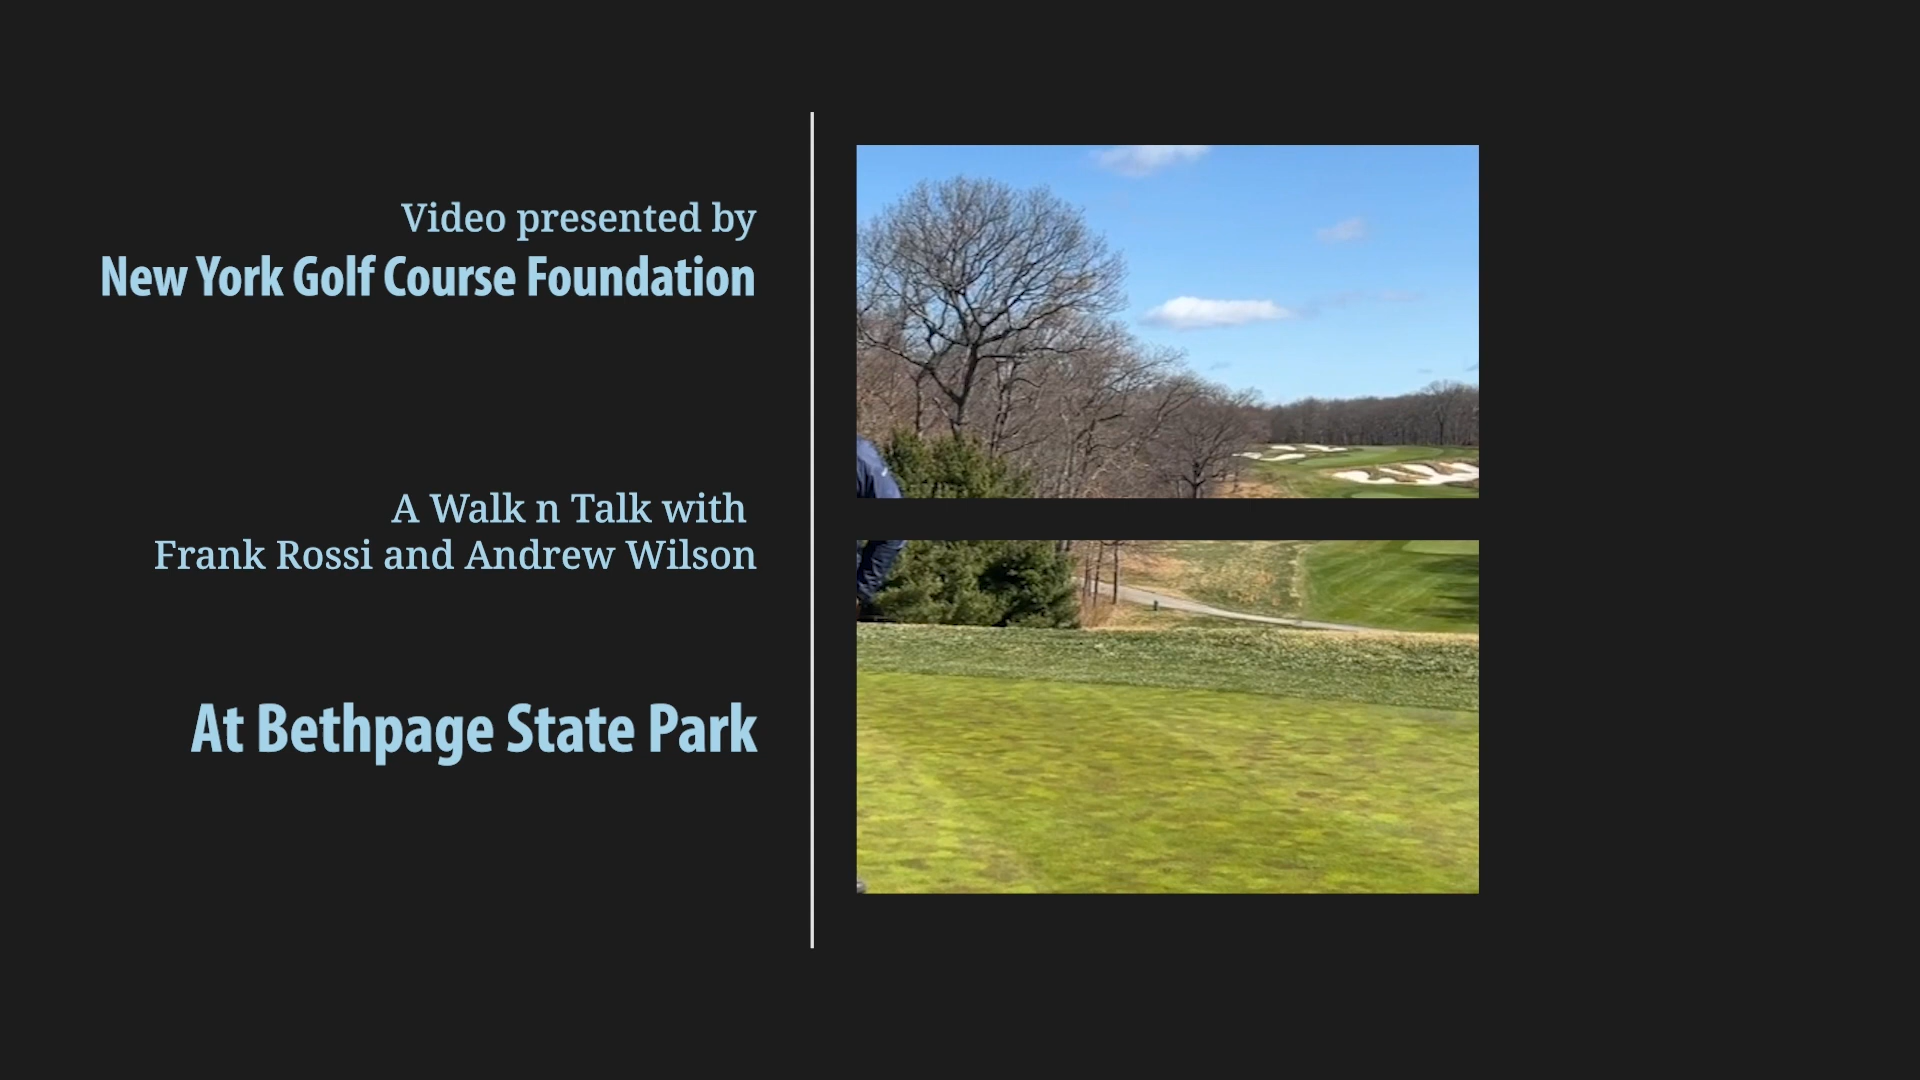 Video presented by
New York Golf Course Foundation
A Walk n Talk with
Frank Rossi and Andrew Wilson
At Bethpage State Park